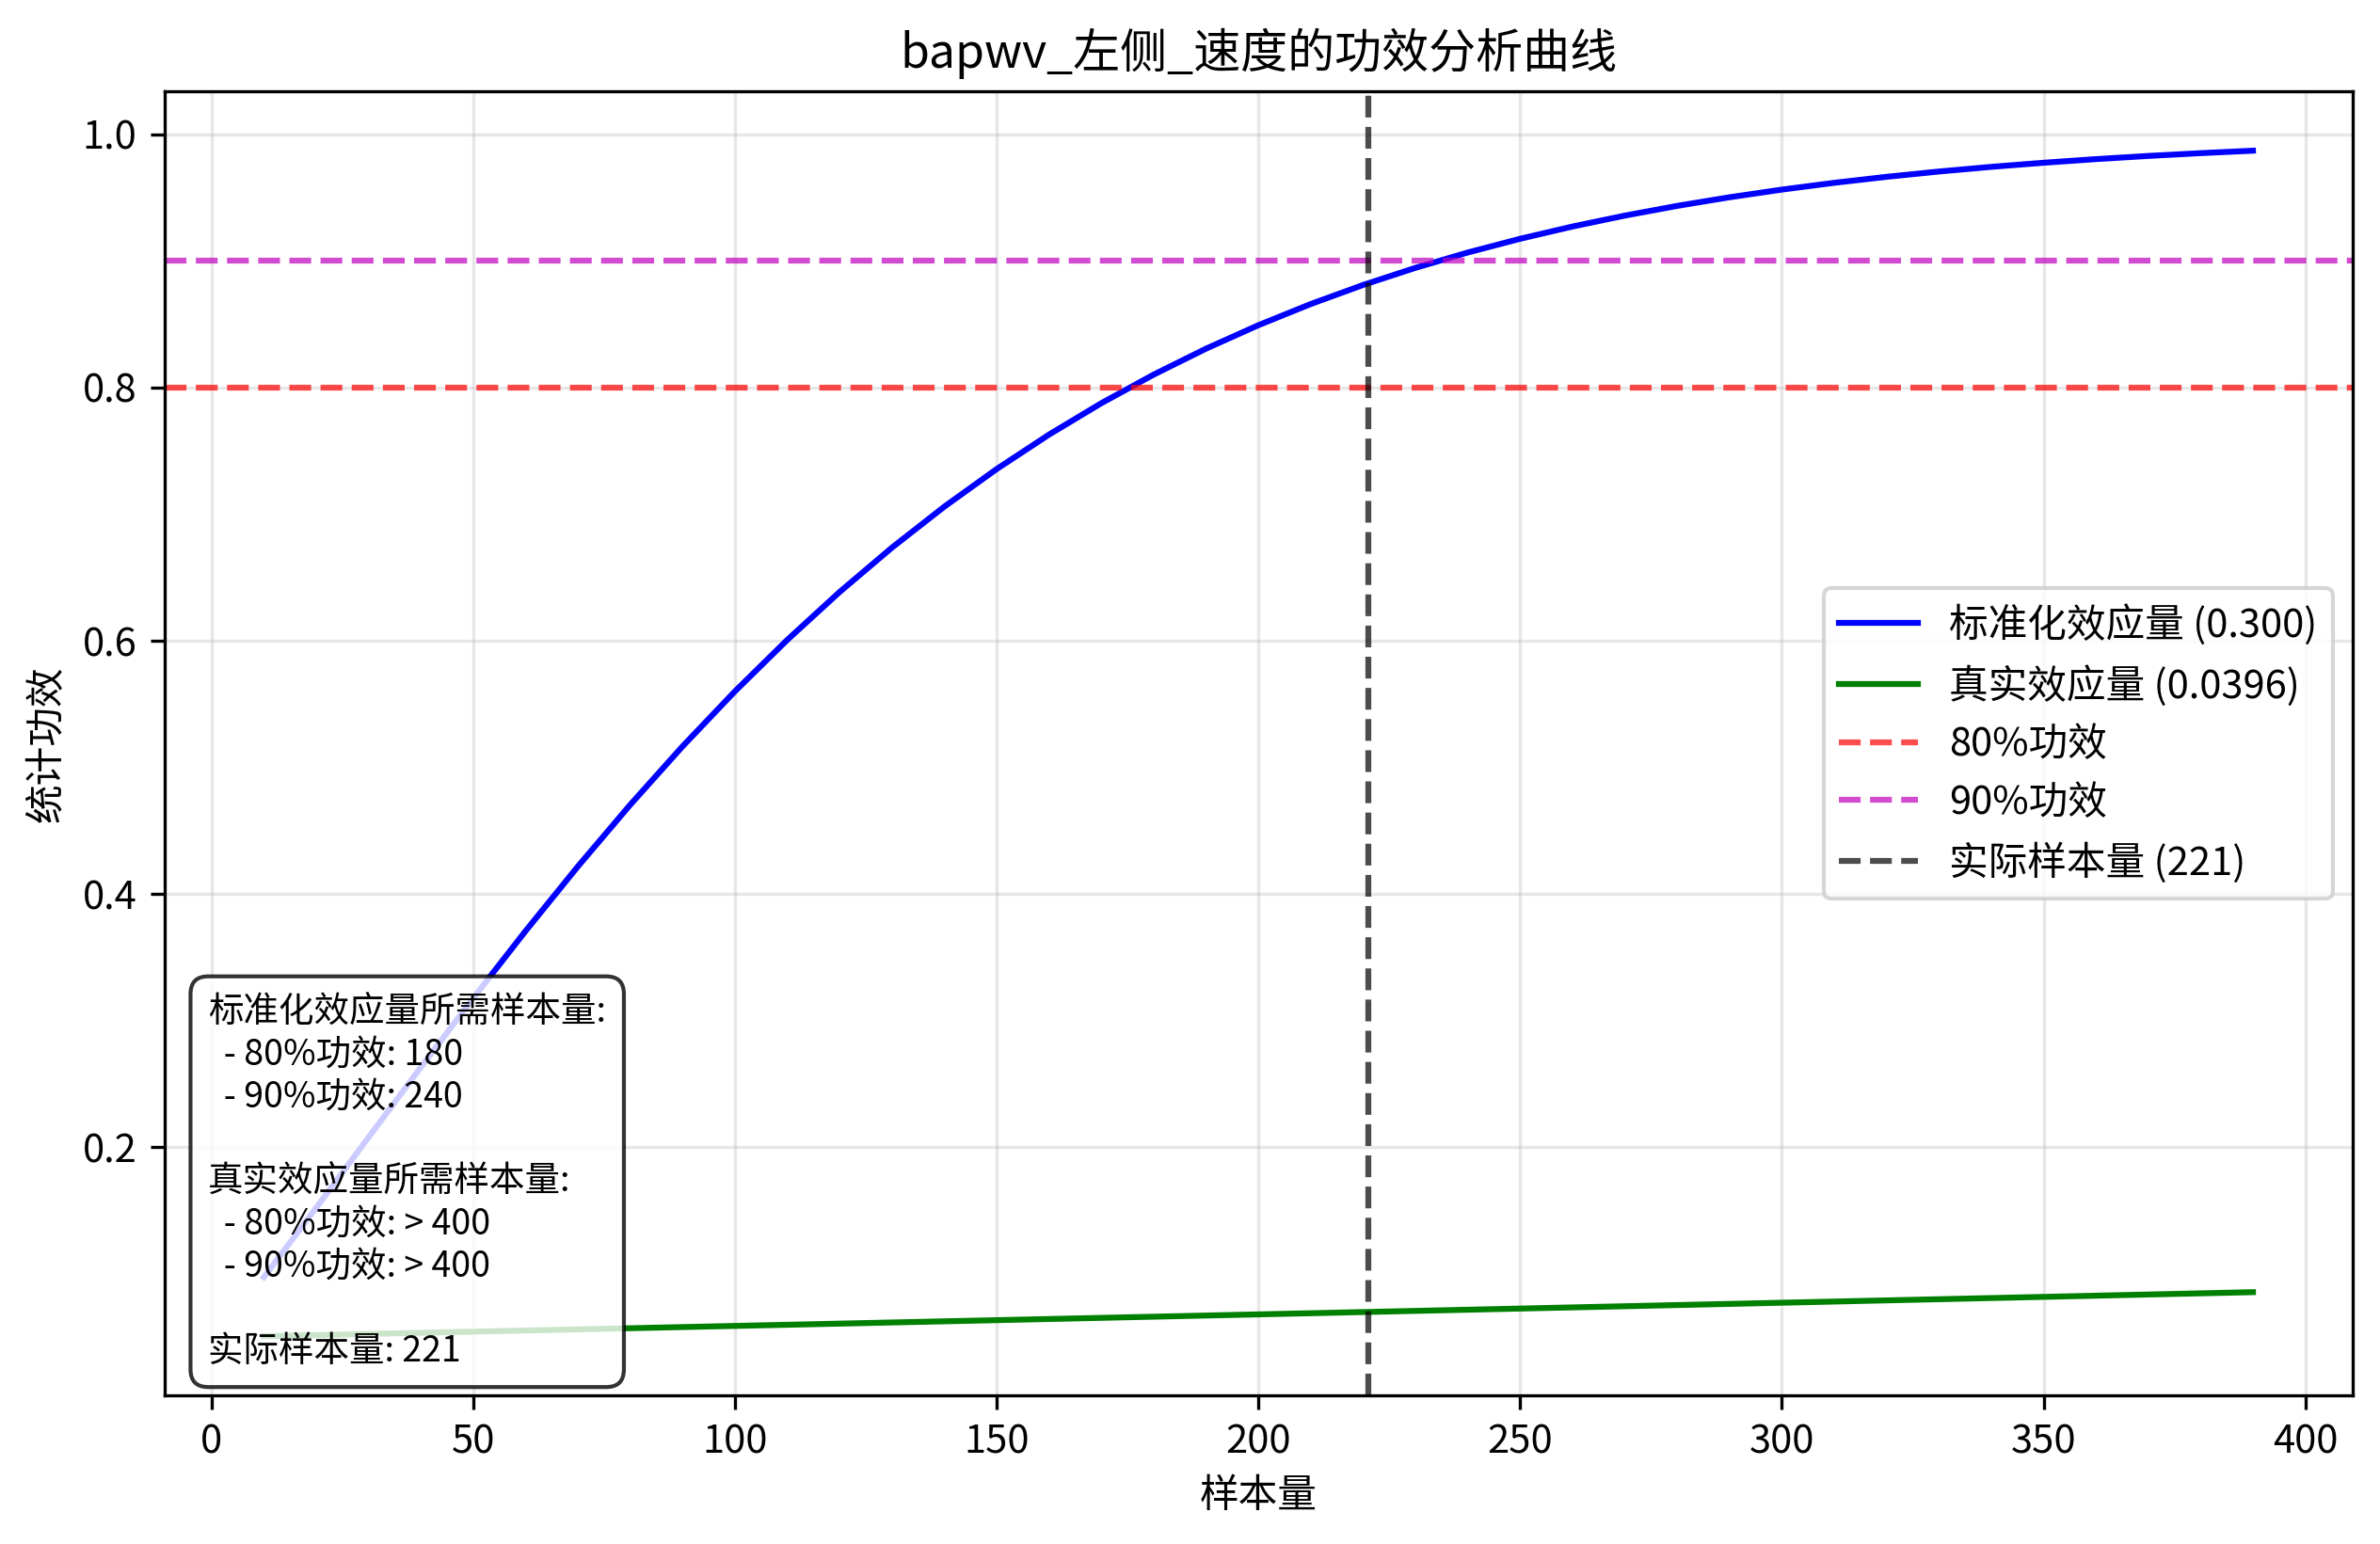 bapwv_左侧_速度的功效分析曲线
统计功效
1.0
0.8
0.6
0.4
0.2
标准化效应量 (0.300)
真实效应量 (0.0396)
80%功效
90%功效
实际样本量 (221)
标准化效应量所需样本量:
- 80%功效: 180
- 90%功效: 240
真实效应量所需样本量:
- 80%功效: > 400
- 90%功效: > 400
实际样本量: 221
0
50
100
150
200
250
300
350
400
样本量